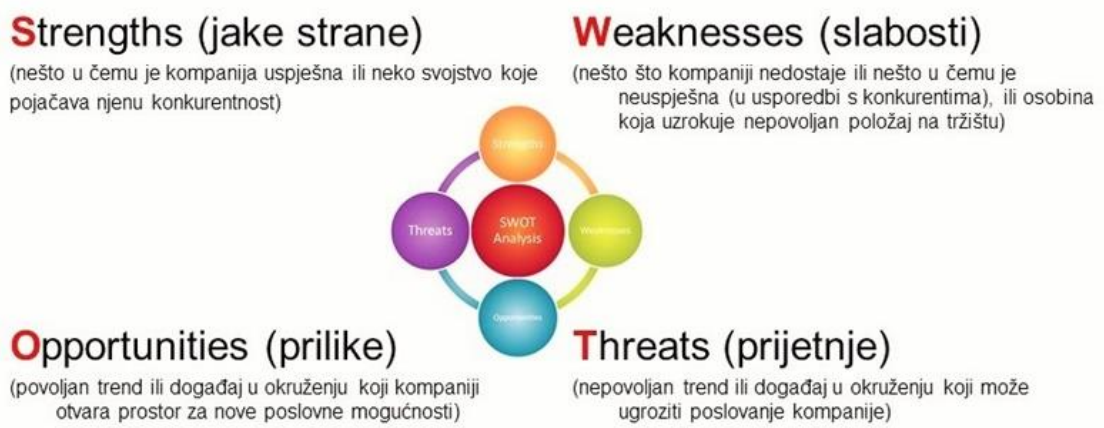 Strengths (jake strane)
(nešto u čemu je kompanija uspješna ili neko svojstvo koje
pojačava njenu konkurentnost)
Weaknesses (slabosti)
(nešto što kompaniji nedostaje ili nešto u čemu je
neuspješna (u usporedbi s konkurentima), ili osobina
koja uzrokuje nepovoljan položaj na tržištu)
Strengths
Threats
SWOT
Analysis
Weaknesses
Opportunities
Opportunities (prilike)
(povoljan trend ili događaj u okruženju koji kompaniji
otvara prostor za nove poslovne mogućnosti)
Threats (prijetnje)
(nepovoljan trend ili događaj u okruženju koji može
ugroziti poslovanje kompanije)